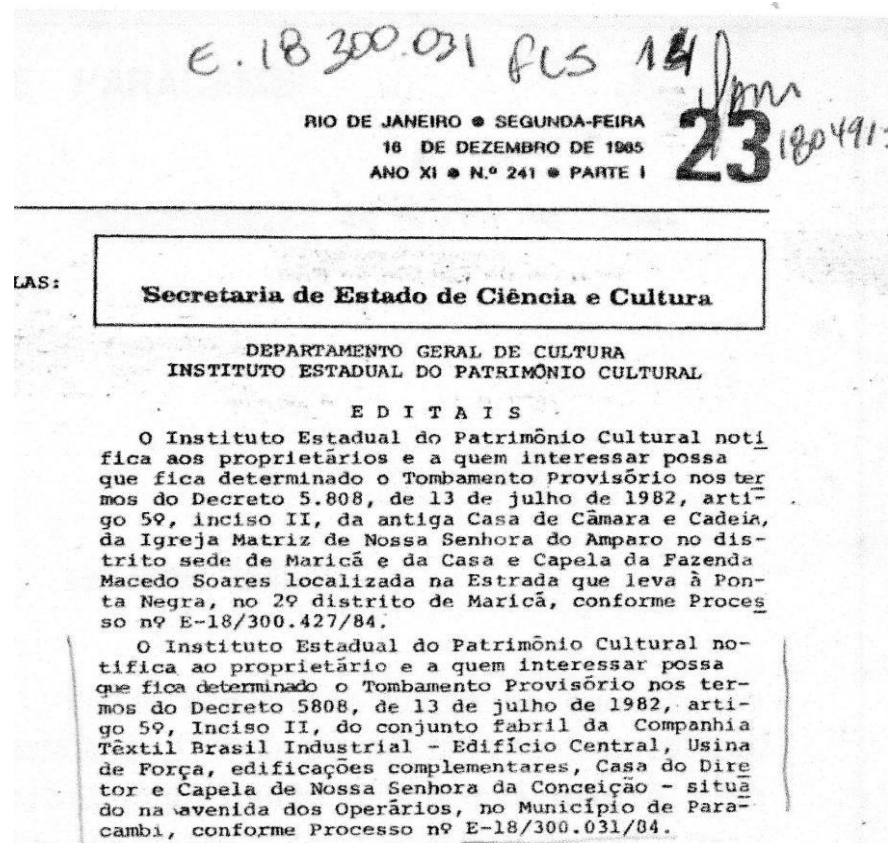 E.18 300.031 FLS 14
RIO DE JANEIRO ● SEGUNDA-FEIRA
16 DE DEZEMBRO DE 1985
ANO XI ● N.º 241 ● PARTE I
23
LAS:
Secretaria de Estado de Ciência e Cultura
DEPARTAMENTO GERAL DE CULTURA
INSTITUTO ESTADUAL DO PATRIMÔNIO CULTURAL
E D I T A I S
O Instituto Estadual do Patrimônio Cultural noti
fica aos proprietários e a quem interessar possa
que fica determinado o Tombamento Provisório nos ter
mos do Decreto 5.808, de 13 de julho de 1982, arti-
go 5º, inciso II, da antiga Casa de Câmara e Cadeia,
da Igreja Matriz de Nossa Senhora do Amparo no dis-
trito sede de Maricá e da Casa e Capela da Fazenda
Macedo Soares localizada na Estrada que leva à Pon-
ta Negra, no 2º distrito de Maricá, conforme Proces
so nº E-18/300.427/84.
O Instituto Estadual do Patrimônio Cultural no-
tifica ao proprietário e a quem interessar possa
que fica determinado o Tombamento Provisório nos ter-
mos do Decreto 5808, de 13 de julho de 1982, arti-
go 5º, Inciso II, do conjunto fabril da Companhia
Têxtil Brasil Industrial - Edifício Central, Usina
de Força, edificações complementares, Casa do Dire
tor e Capela de Nossa Senhora da Conceição - situa
do na avenida dos Operários, no Município de Para-
cambi, conforme Processo nº E-18/300.031/84.